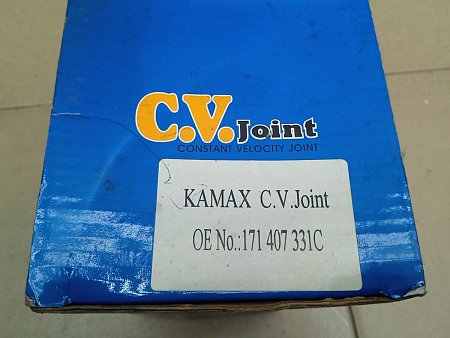 C.V. Joint
CONSTANT VELOCITY JOINT
KAMAX C.V.Joint
OE No.:171 407 331C